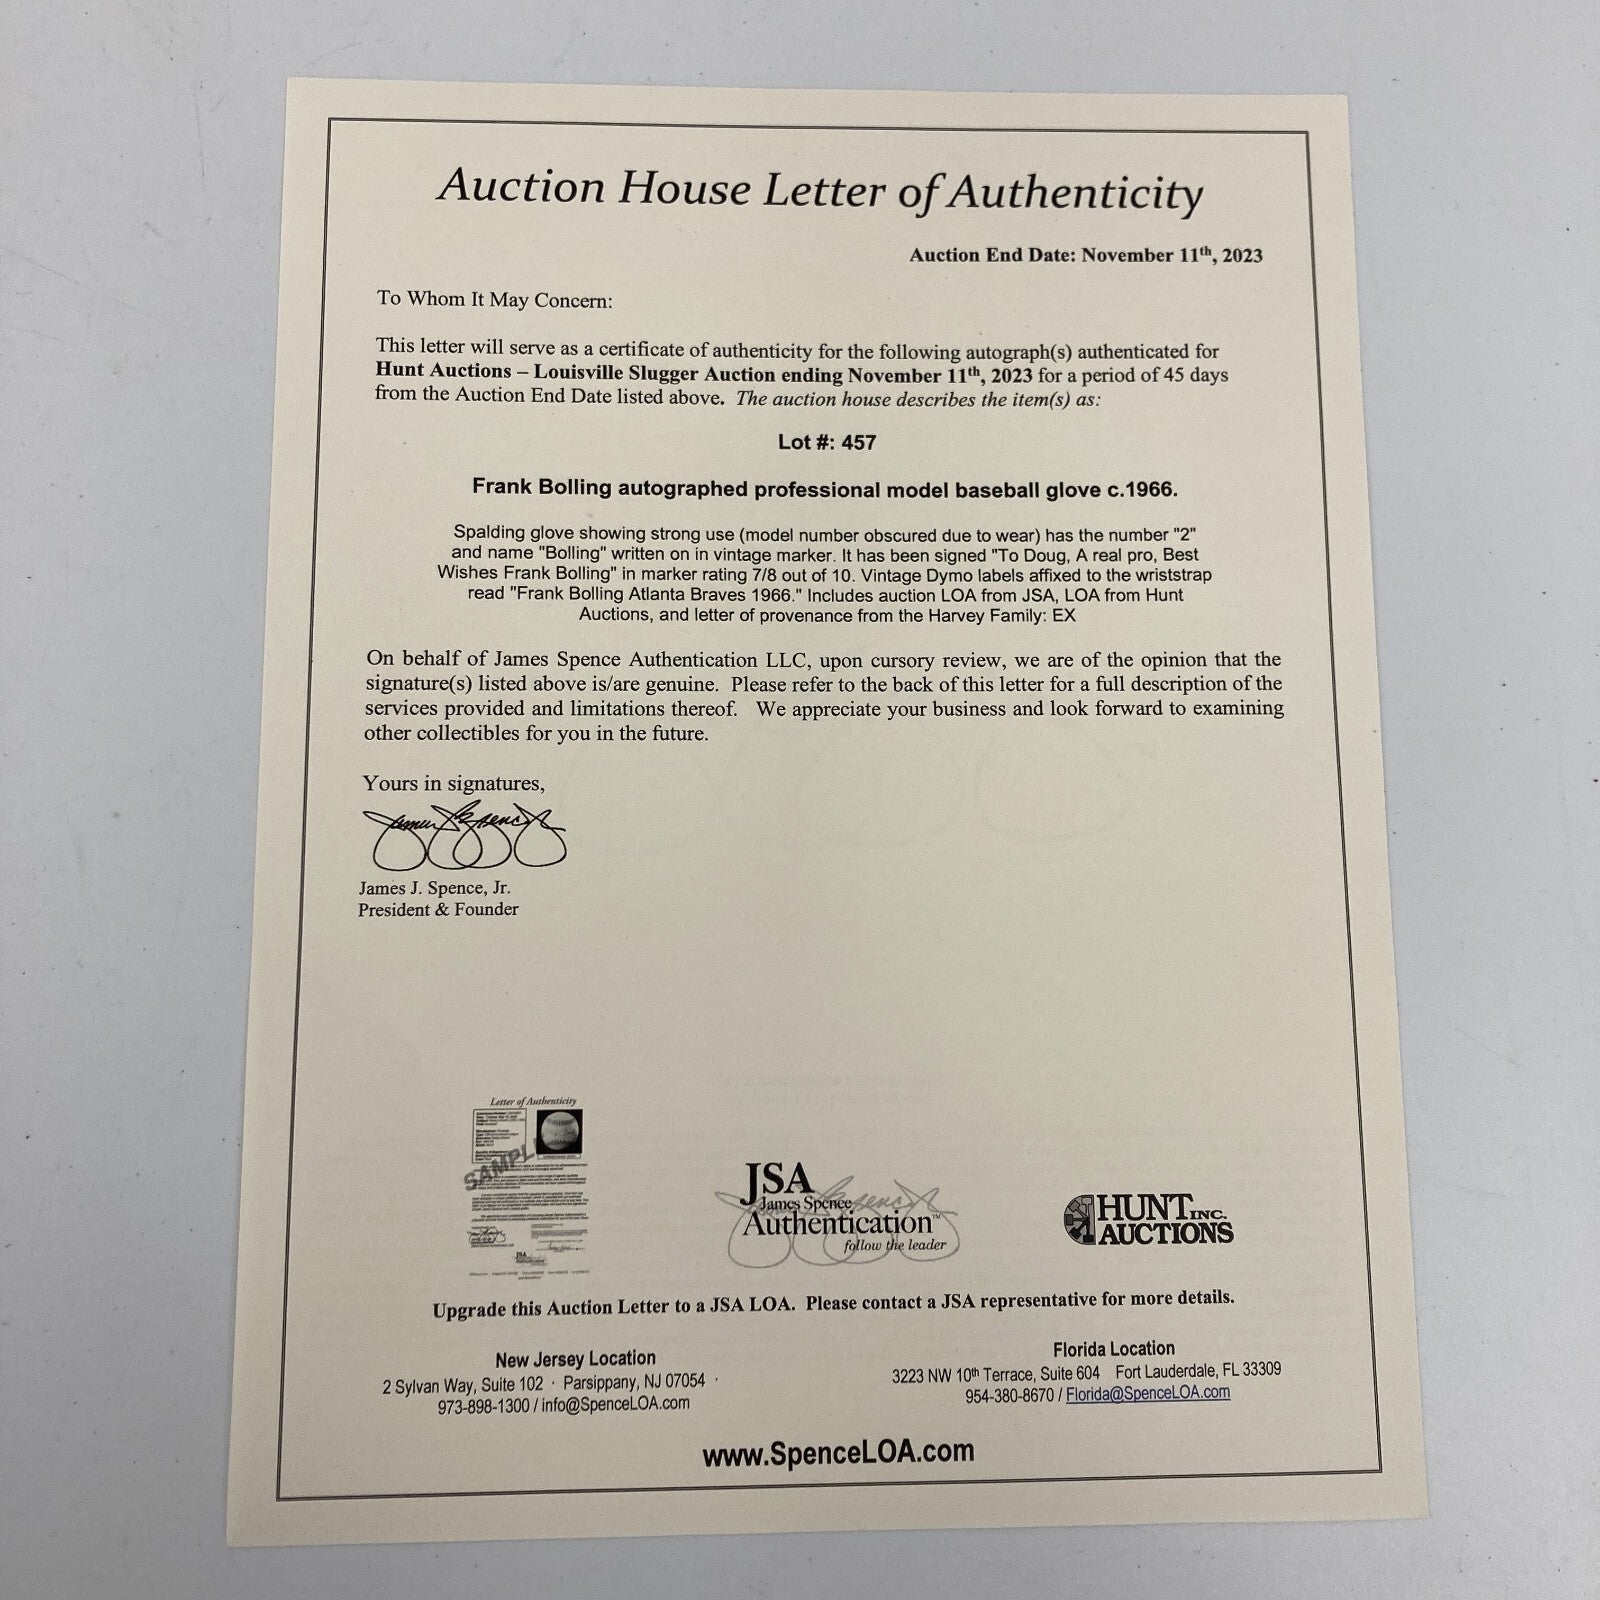 Auction House Letter of Authenticity
Auction End Date: November 11th, 2023
To Whom It May Concern:
This letter will serve as a certificate of authenticity for the following autograph(s) authenticated for
Hunt Auctions – Louisville Slugger Auction ending November 11th, 2023 for a period of 45 days
from the Auction End Date listed above. The auction house describes the item(s) as:
Lot #: 457
Frank Bolling autographed professional model baseball glove c.1966.
Spalding glove showing strong use (model number obscured due to wear) has the number "2"
and name "Bolling" written on in vintage marker. It has been signed "To Doug, A real pro, Best
Wishes Frank Bolling" in marker rating 7/8 out of 10. Vintage Dymo labels affixed to the wriststrap
read "Frank Bolling Atlanta Braves 1966." Includes auction LOA from JSA, LOA from Hunt
Auctions, and letter of provenance from the Harvey Family: EX
On behalf of James Spence Authentication LLC, upon cursory review, we are of the opinion that the
signature(s) listed above is/are genuine. Please refer to the back of this letter for a full description of the
services provided and limitations thereof. We appreciate your business and look forward to examining
other collectibles for you in the future.
Yours in signatures,
James J. Spence, Jr.
James J. Spence, Jr.
President & Founder
Letter of Authenticity
SAMPLE
JSA
James Spence
Authentication™
follow the leader
HUNT INC.
AUCTIONS
Upgrade this Auction Letter to a JSA LOA. Please contact a JSA representative for more details.
New Jersey Location
2 Sylvan Way, Suite 102 · Parsippany, NJ 07054 ·
973-898-1300 / info@SpenceLOA.com
Florida Location
3223 NW 10th Terrace, Suite 604 Fort Lauderdale, FL 33309
954-380-8670 / Florida@SpenceLOA.com
www.SpenceLOA.com